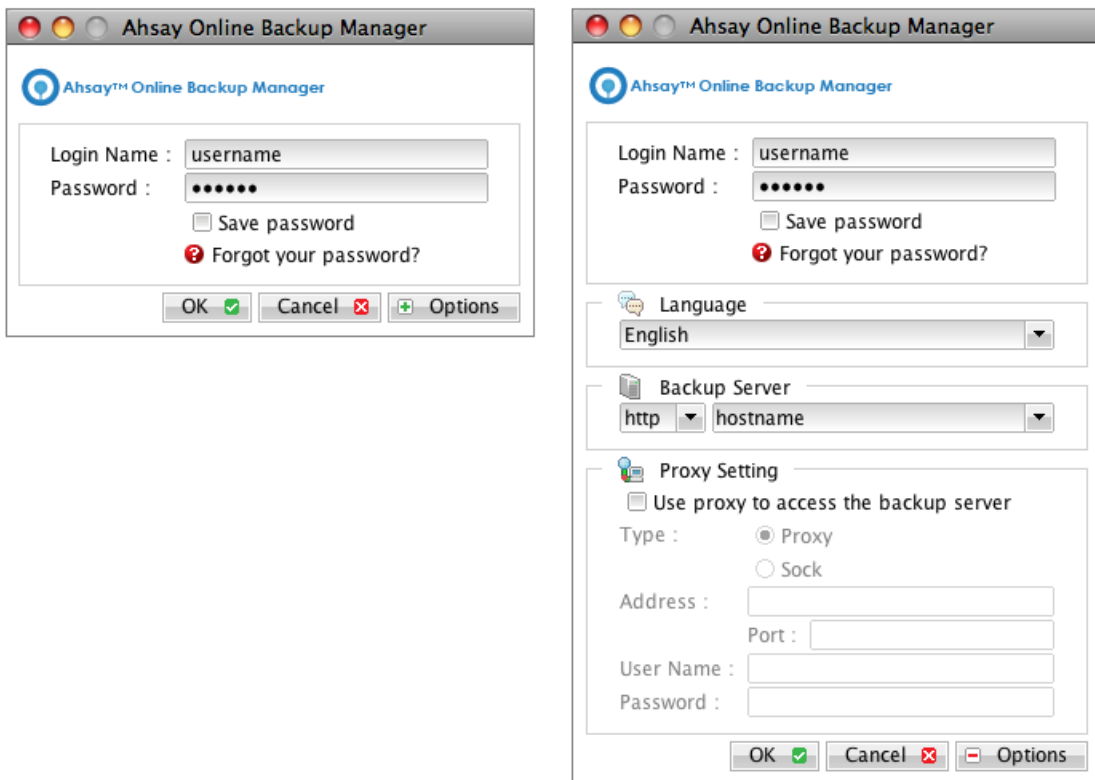 Ahsay Online Backup Manager
Ahsay™ Online Backup Manager
Login Name : username
Password : ••••••
Save password
Forgot your password?
OK Cancel Options
Ahsay Online Backup Manager
Ahsay™ Online Backup Manager
Login Name : username
Password : ••••••
Save password
Forgot your password?
Language
English
Backup Server
http hostname
Proxy Setting
Use proxy to access the backup server
Type : Proxy
Sock
Address :
Port :
User Name :
Password :
OK Cancel Options